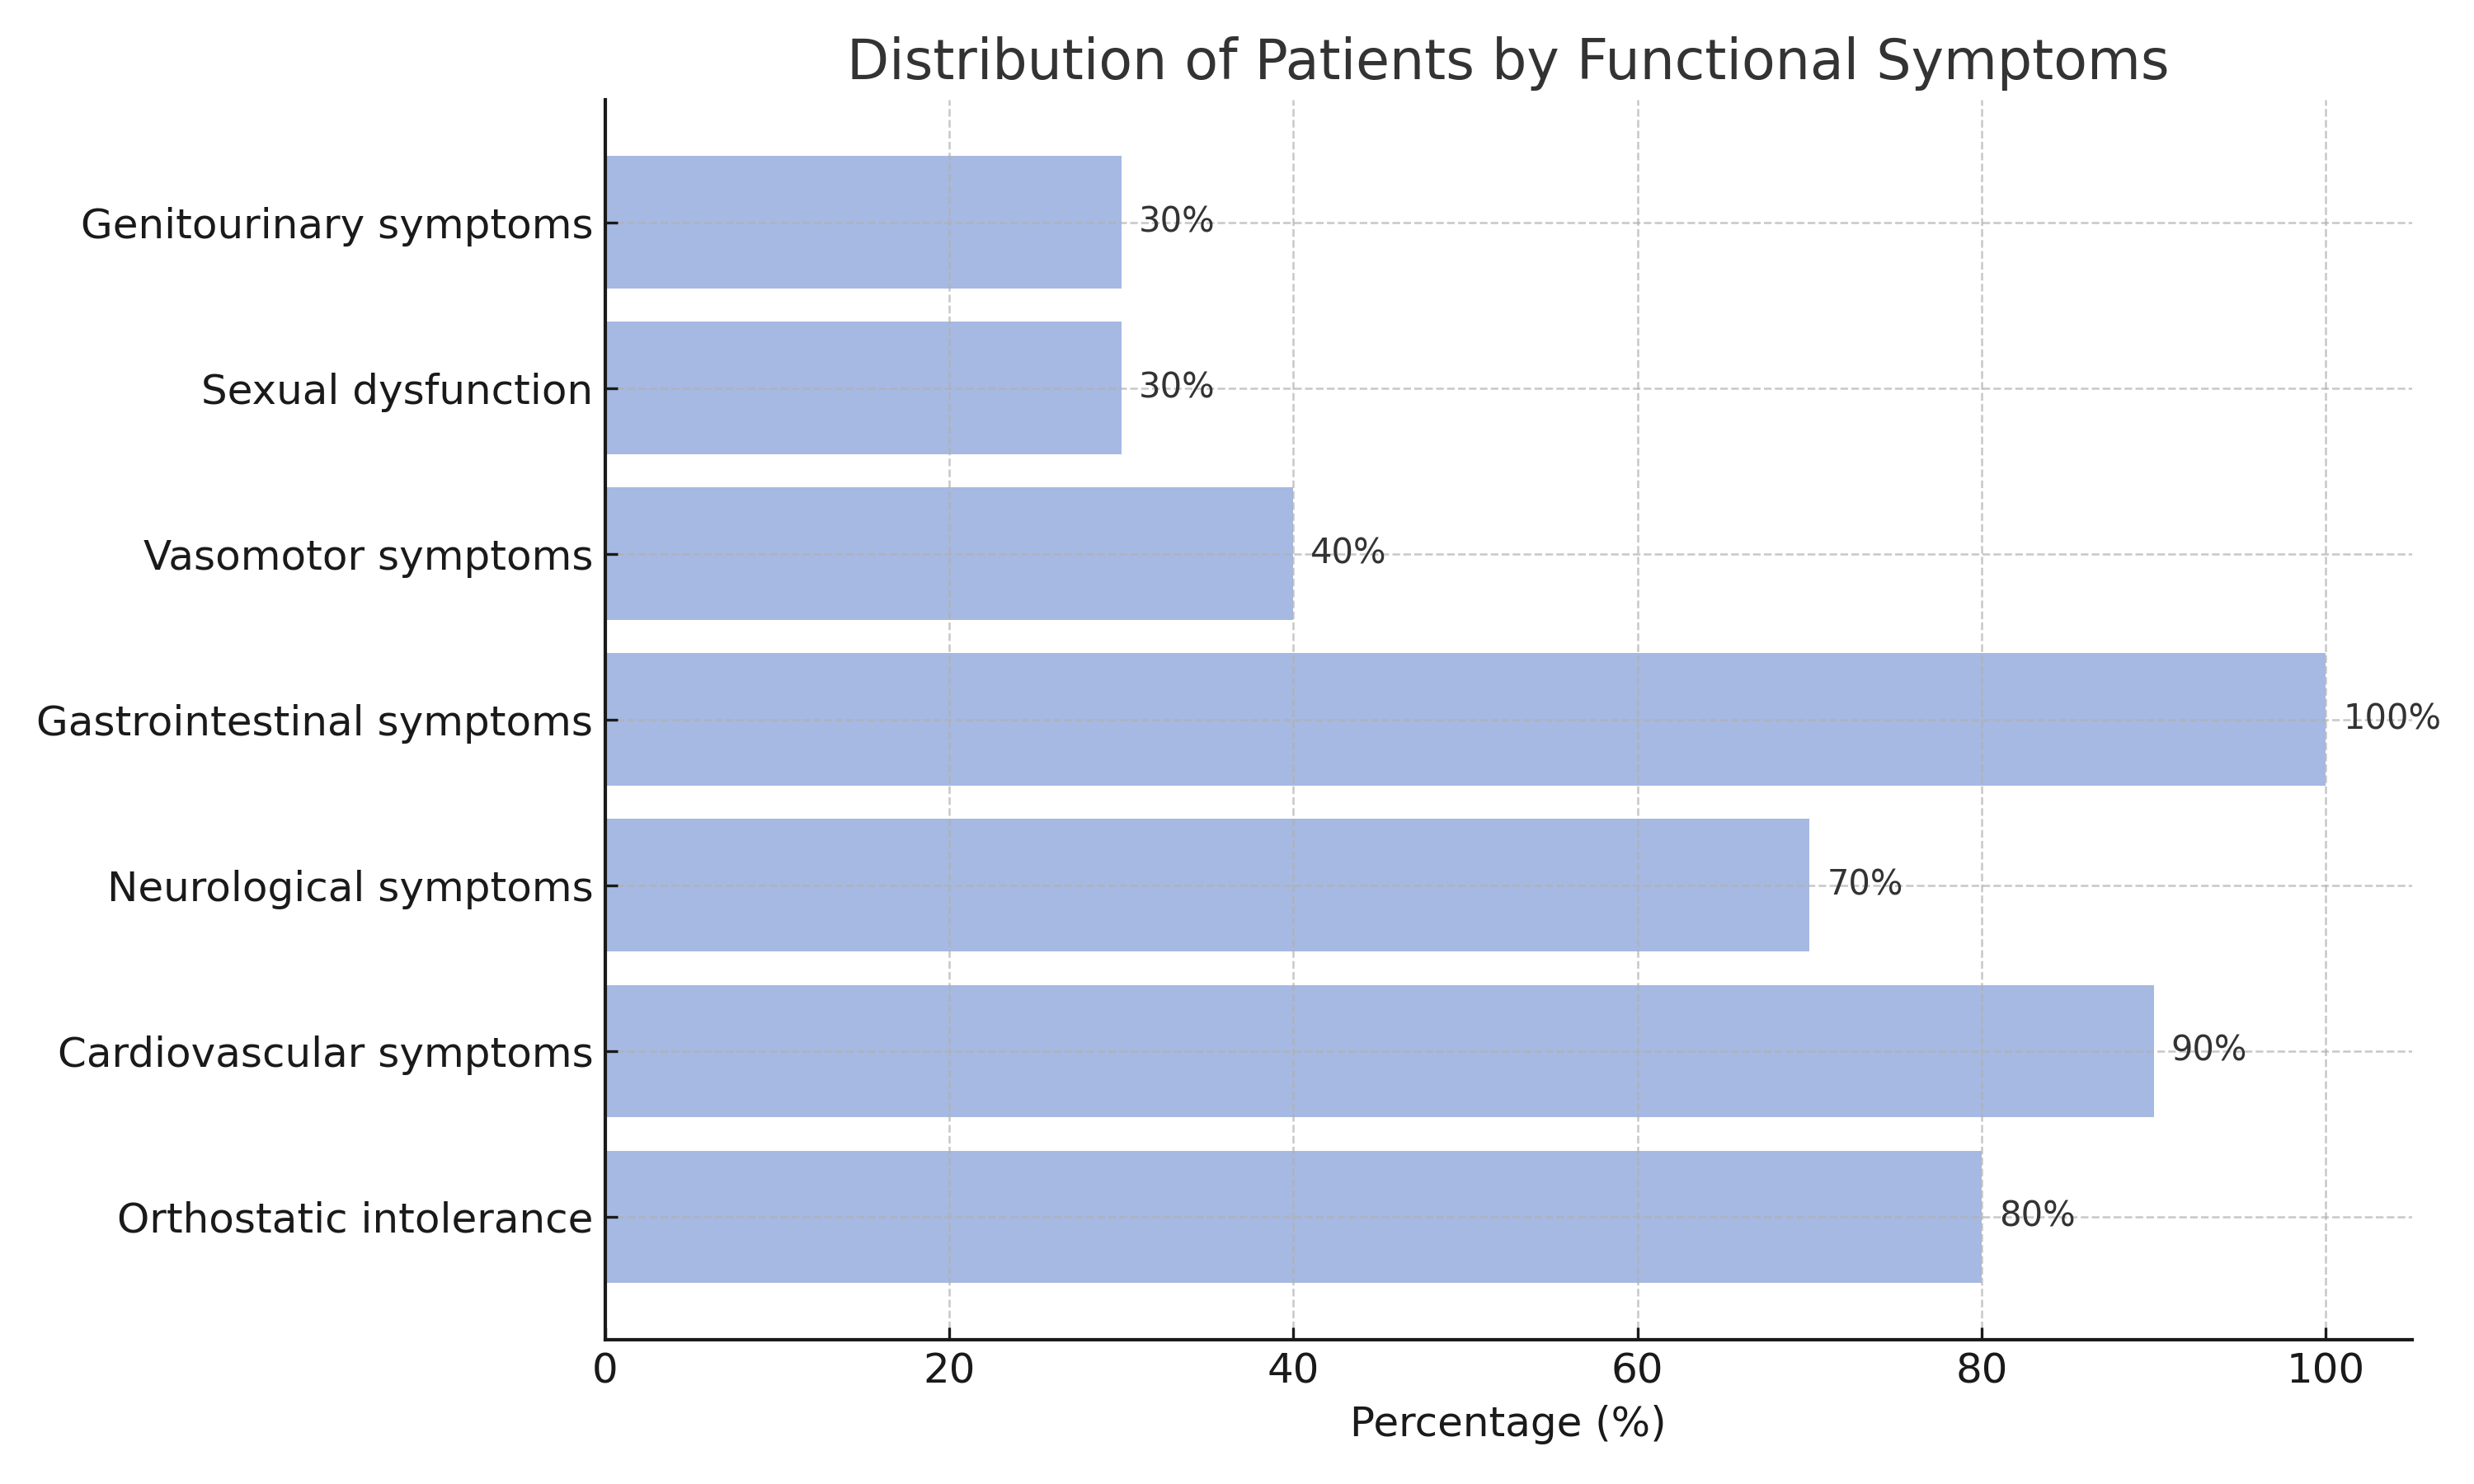 Distribution of Patients by Functional Symptoms
Genitourinary symptoms 30%
Sexual dysfunction 30%
Vasomotor symptoms 40%
Gastrointestinal symptoms 100%
Neurological symptoms 70%
Cardiovascular symptoms 90%
Orthostatic intolerance 80%
0 20 40 60 80 100
Percentage (%)